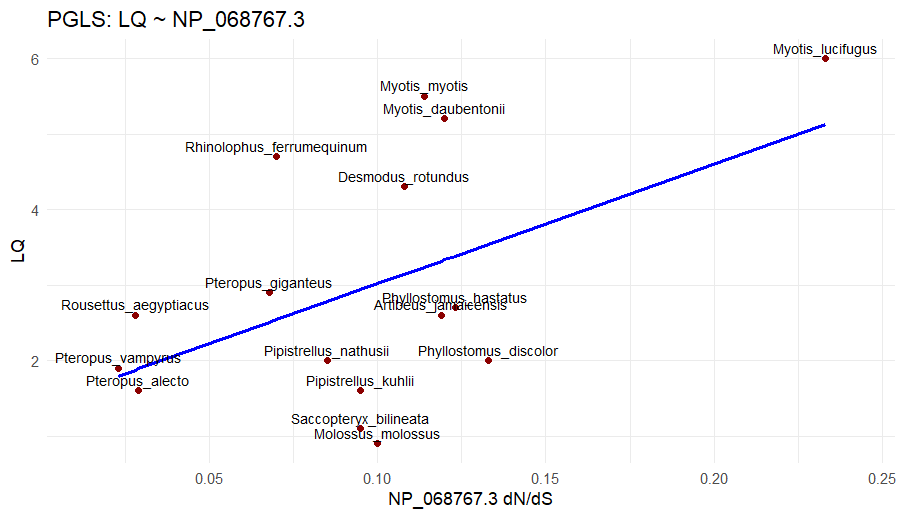 PGLS: LQ ~ NP_068767.3
Myotis_lucifugus
6
Myotis_myotis
Myotis_daubentonii
Rhinolophus_ferrumequinum
Desmodus_rotundus
4
LQ
Pteropus_giganteus
Phyllostomus_hastatus
Rousettus_aegyptiacus
Artibeus_jamaicensis
Pteropus_vampyrus
Pipistrellus_nathusii
Phyllostomus_discolor
2
Pteropus_alecto
Pipistrellus_kuhlii
Saccopteryx_bilineata
Molossus_molossus
0.05 0.10 0.15 0.20 0.25
NP_068767.3 dN/dS